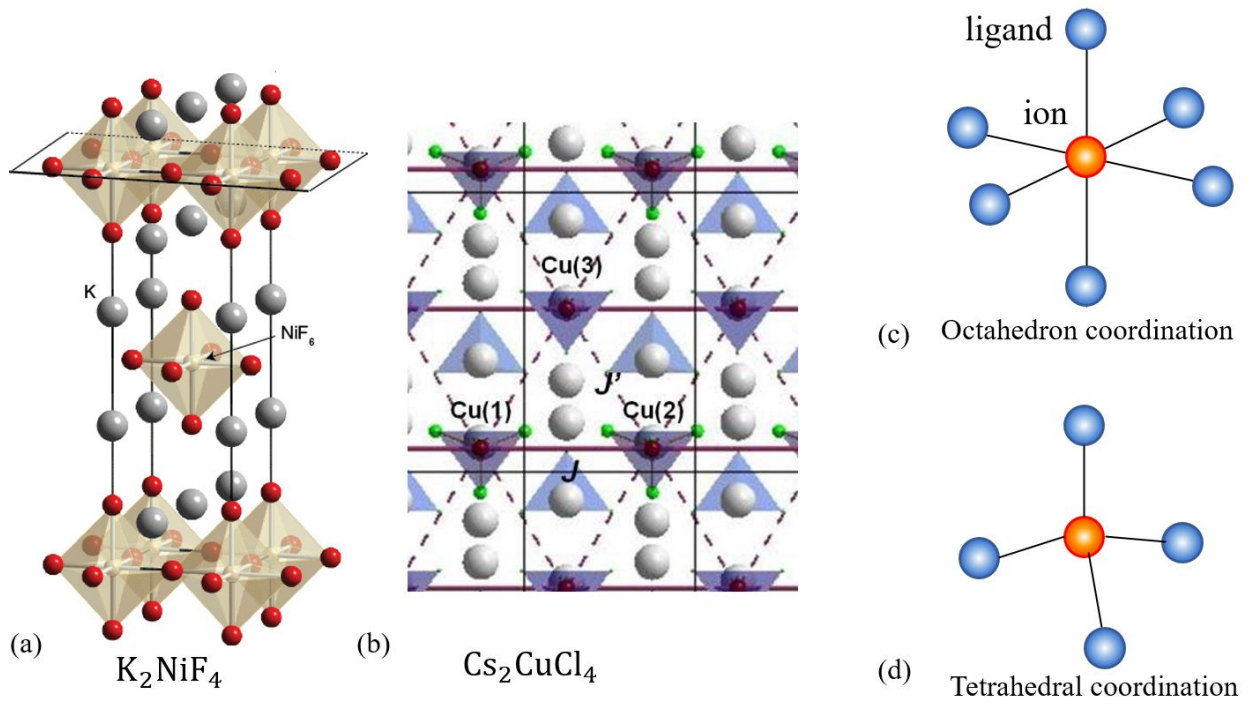 K
NiF₆
(a)
K₂NiF₄
Cu(3)
J'
Cu(1)
Cu(2)
J
(b)
Cs₂CuCl₄
ligand
ion
(c)
Octahedron coordination
(d)
Tetrahedral coordination